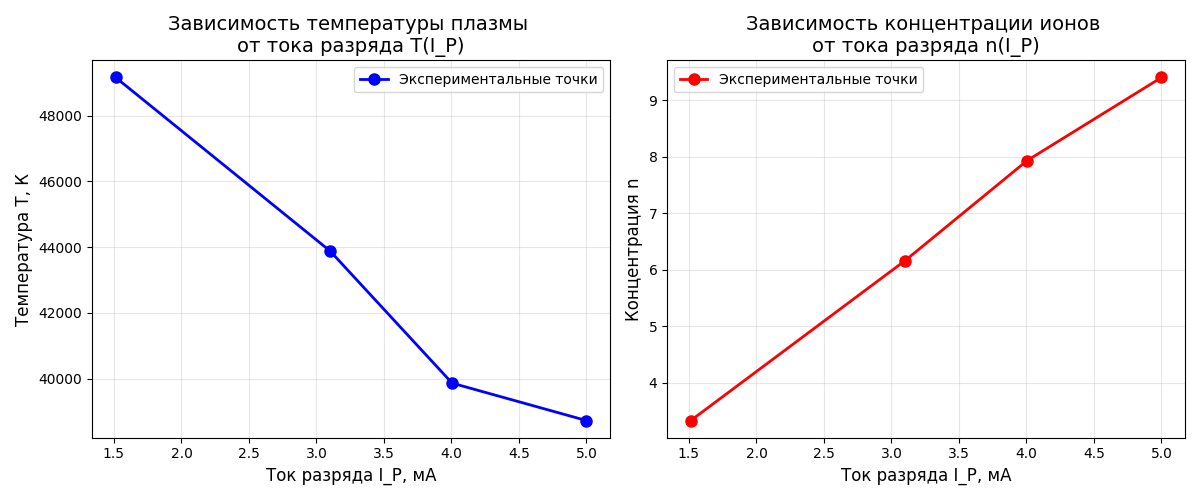 Зависимость температуры плазмы
от тока разряда T(I_P)
Экспериментальные точки
Температура T, К
48000
46000
44000
42000
40000
1.5 2.0 2.5 3.0 3.5 4.0 4.5 5.0
Ток разряда I_P, мА
Зависимость концентрации ионов
от тока разряда n(I_P)
Экспериментальные точки
Концентрация n
9
8
7
6
5
4
1.5 2.0 2.5 3.0 3.5 4.0 4.5 5.0
Ток разряда I_P, мА